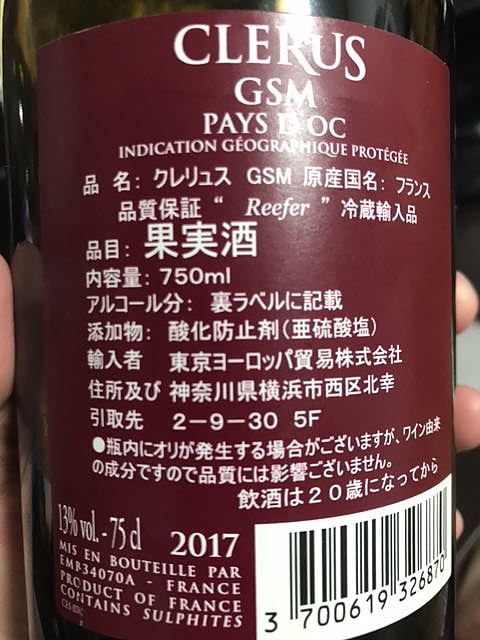 CLERUS
GSM
PAYS D'OC
INDICATION GÉOGRAPHIQUE PROTÉGÉE
品 名: クレリュス GSM 原産国名: フランス
品質保証 “ Reefer ” 冷蔵輸入品
品目: 果実酒
内容量: 750ml
アルコール分: 裏ラベルに記載
添加物: 酸化防止剤(亜硫酸塩)
輸入者 東京ヨーロッパ貿易株式会社
住所及び 神奈川県横浜市西区北幸
引取先 2-9-30 5F
●瓶内にオリが発生する場合がございますが、ワイン由来
の成分ですので品質には影響ございません。
飲酒は20歳になってから
13% vol. - 75 cl 2017
MIS EN BOUTEILLE PAR
EMB34070A - FRANCE
PRODUCT OF FRANCE
CONTAINS SULPHITES
3 700619 326870